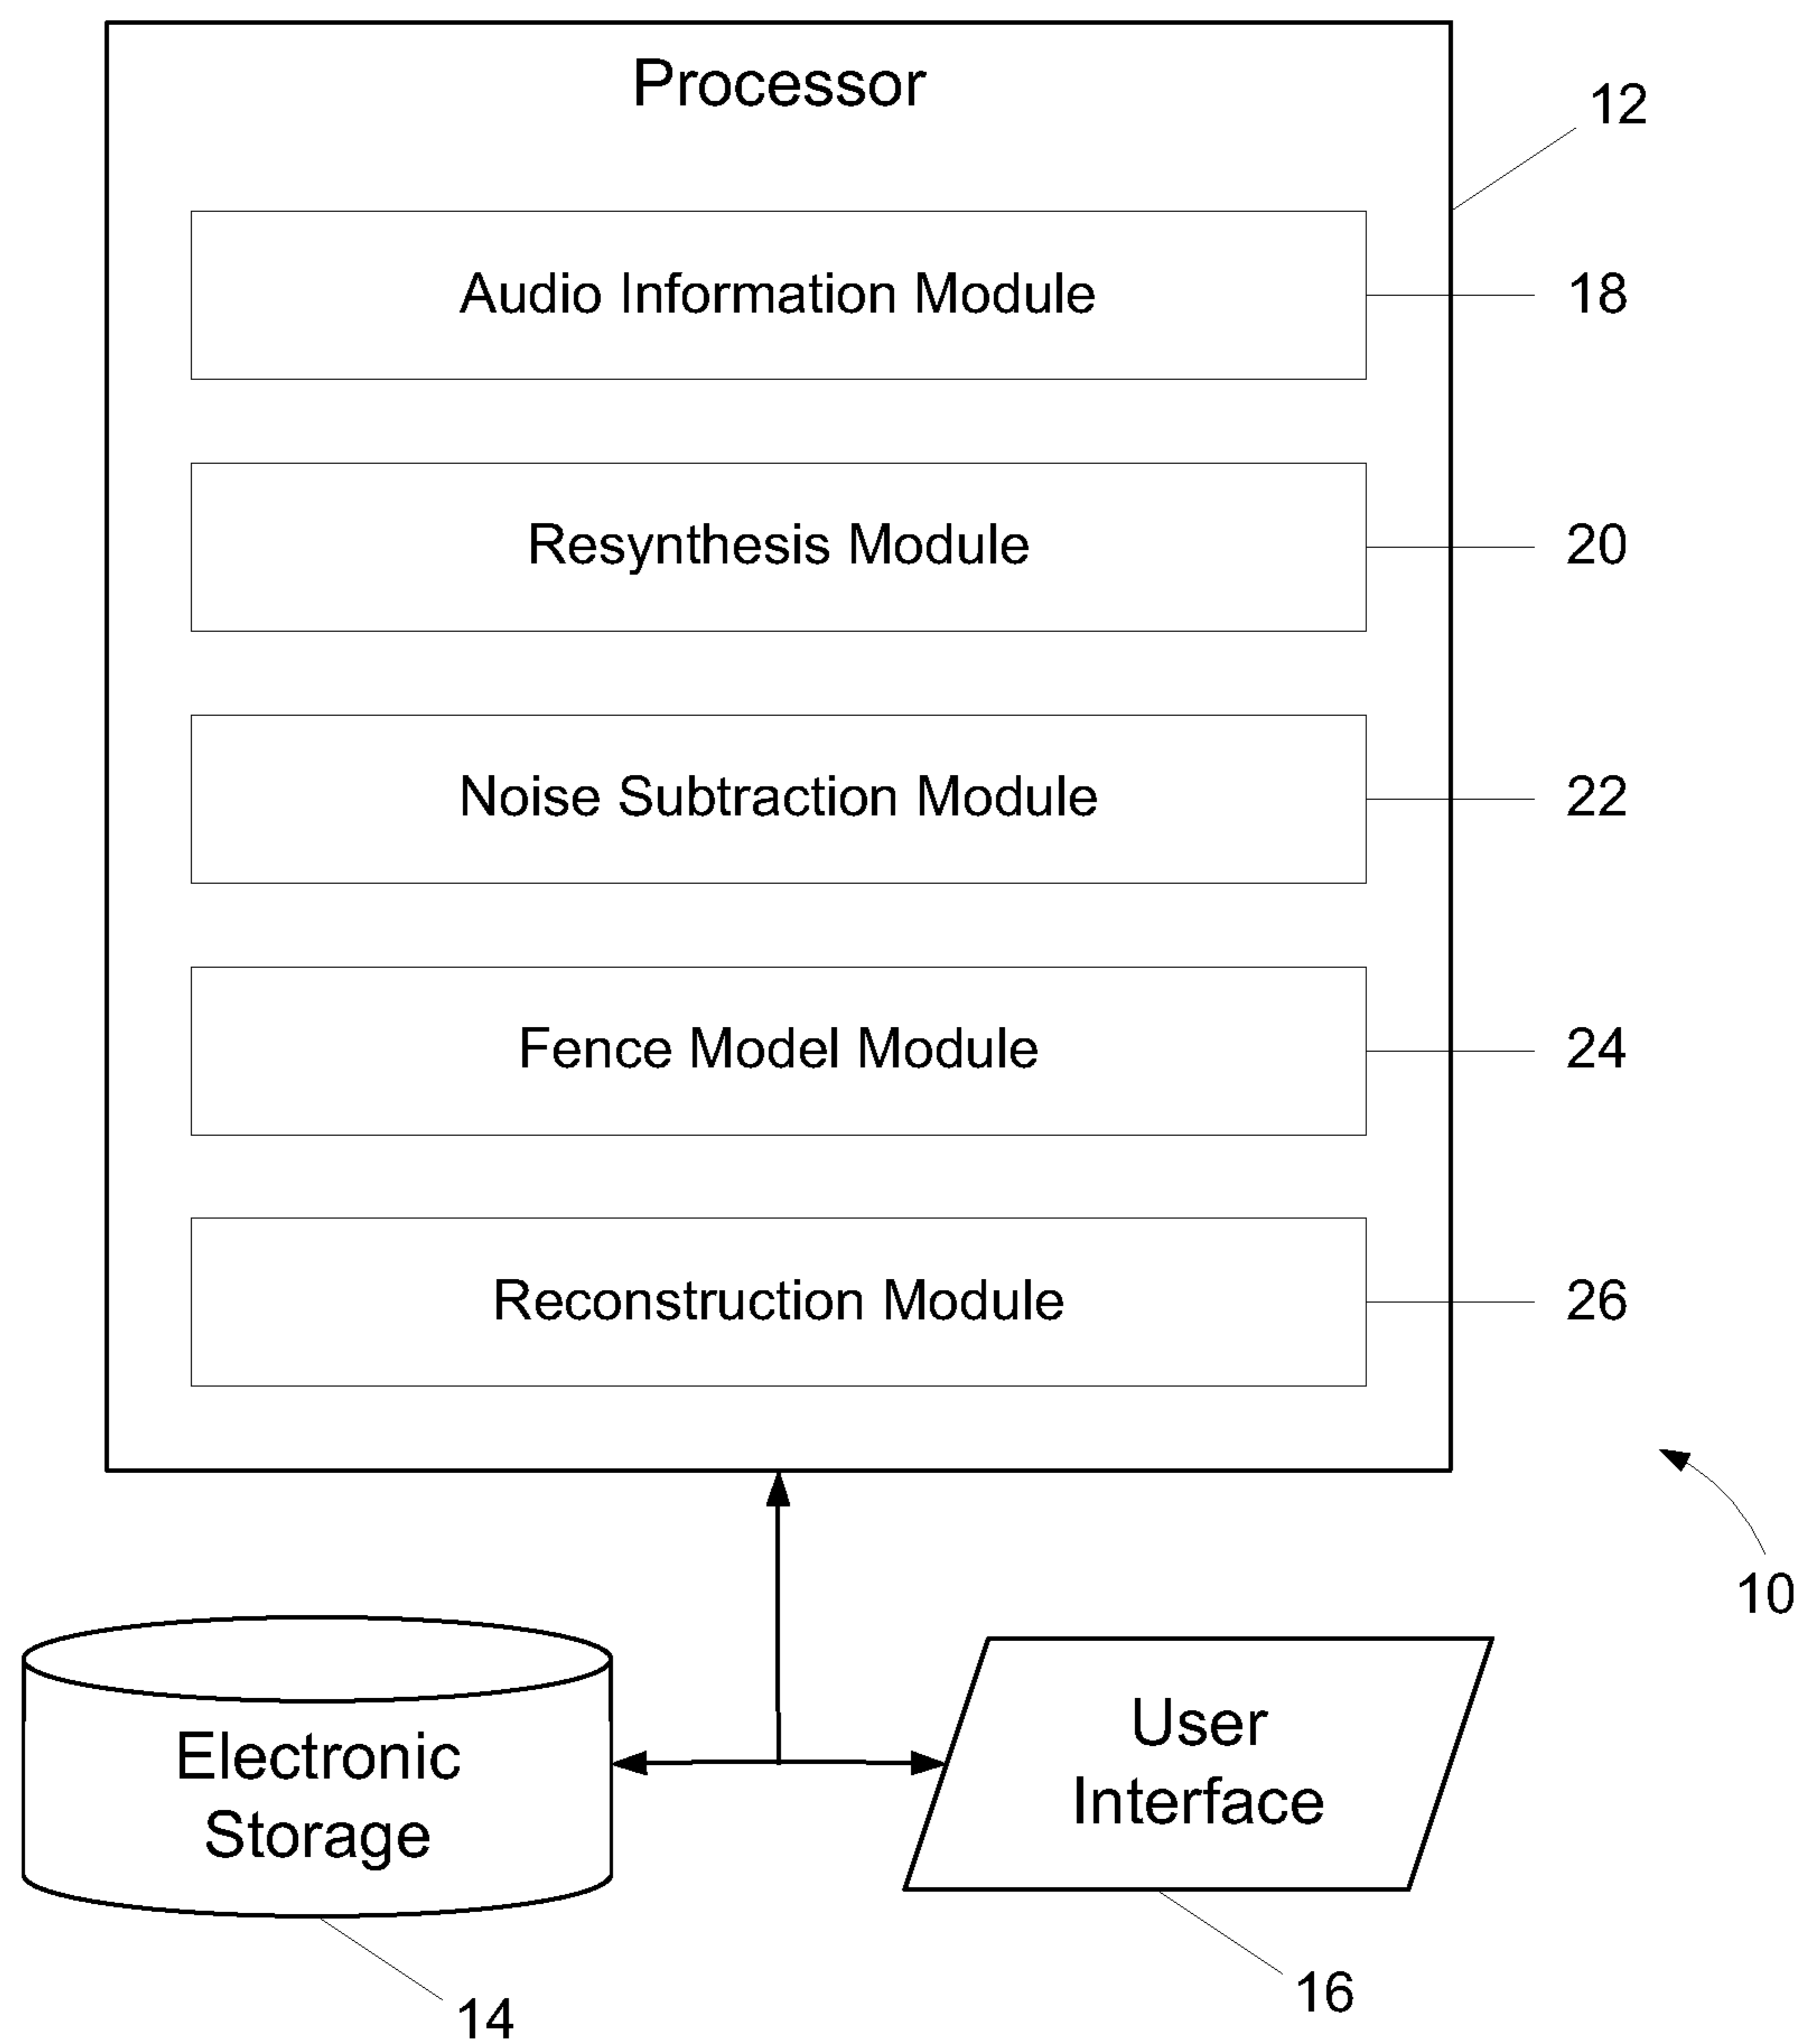 Processor
12
Audio Information Module
18
Resynthesis Module
20
Noise Subtraction Module
22
Fence Model Module
24
Reconstruction Module
26
10
Electronic
Storage
User
Interface
14
16